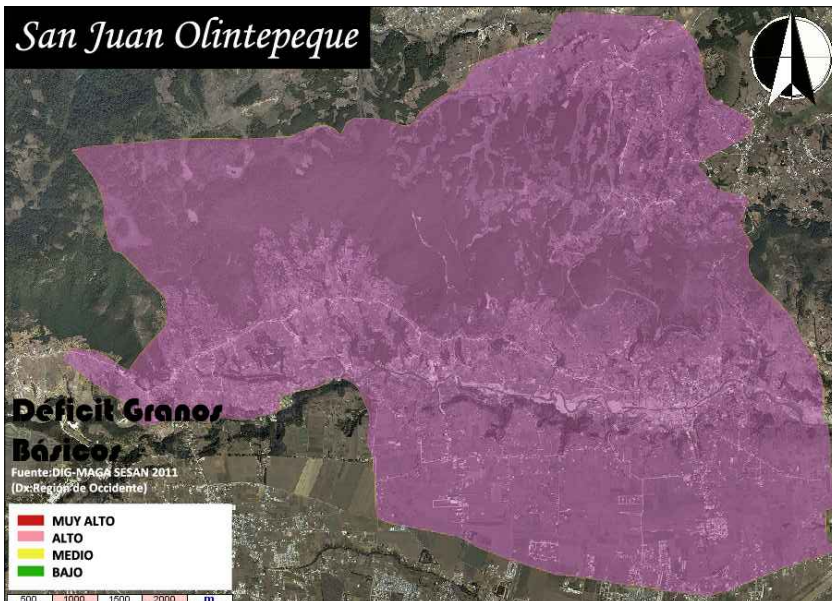 San Juan Olintepeque
Déficit Granos
Básicos
Fuente:DIG-MAGA SESAN 2011
(Dx:Región de Occidente)
MUY ALTO
ALTO
MEDIO
BAJO
500 1000 1500 2000 m